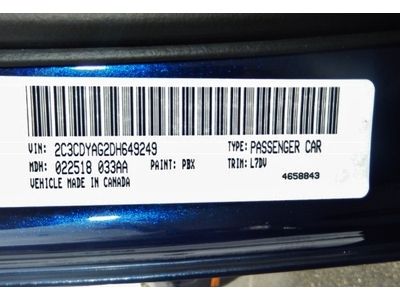 VIN: 2C3CDYAG2DH649249 TYPE: PASSENGER CAR
MDH: 022518 033AA PAINT: PBX TRIM: L7DV
VEHICLE MADE IN CANADA 4658843